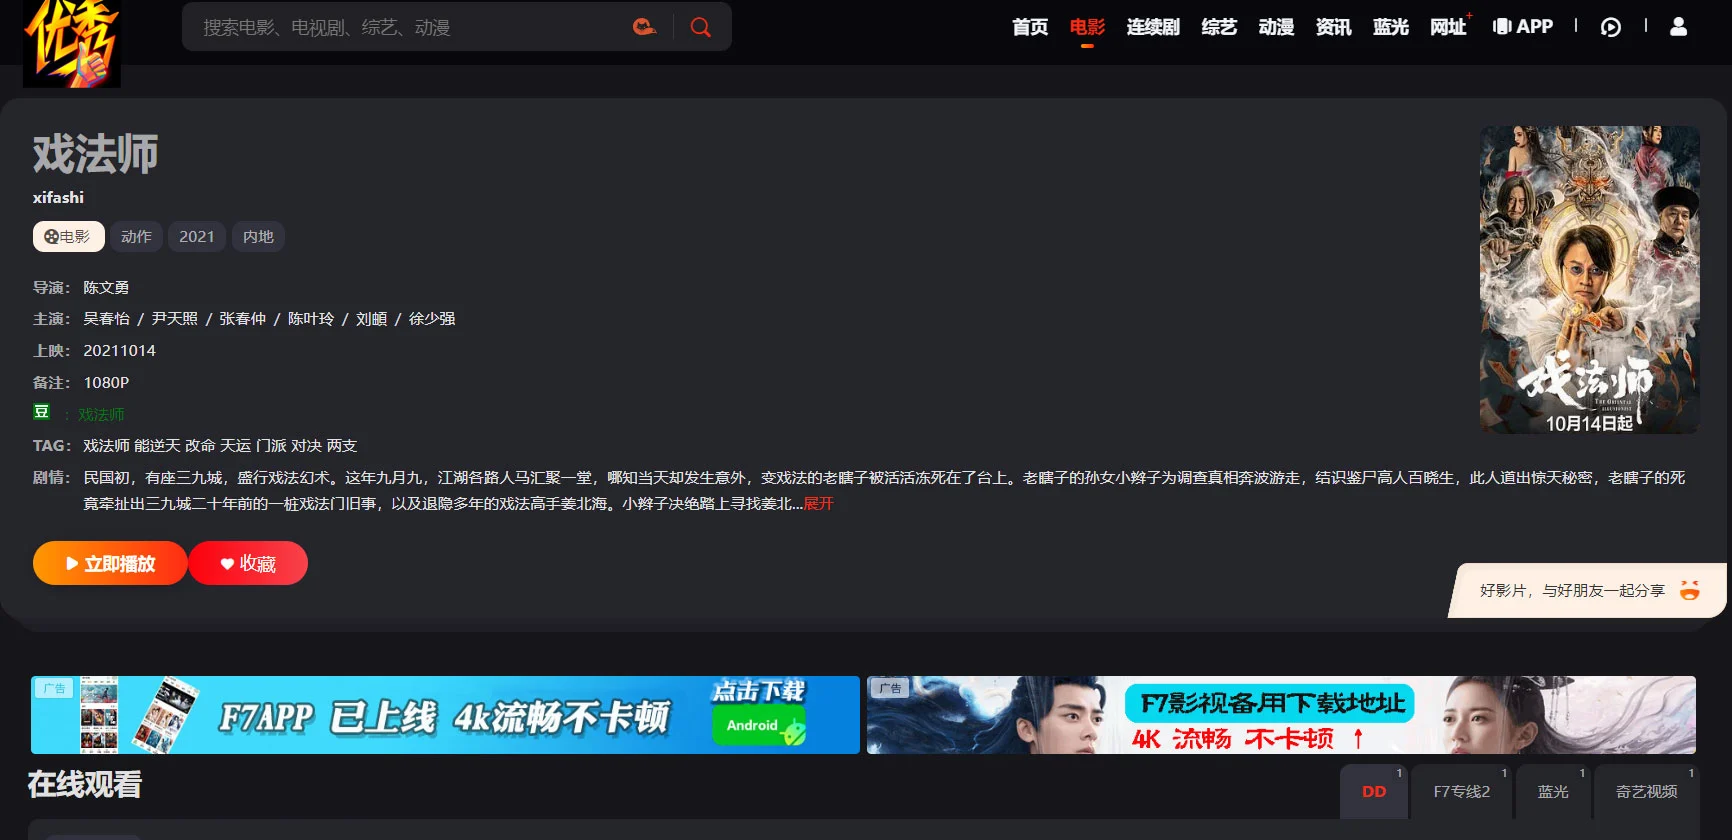 优秀
搜索电影、电视剧、综艺、动漫
首页 电影 连续剧 综艺 动漫 资讯 蓝光 网址+ APP
戏法师
xifashi
电影 动作 2021 内地
导演： 陈文勇
主演： 吴春怡 / 尹天照 / 张春仲 / 陈叶玲 / 刘頔 / 徐少强
上映： 20211014
备注： 1080P
豆 ：戏法师
TAG： 戏法师 能逆天 改命 天运 门派 对决 两支
剧情： 民国初，有座三九城，盛行戏法幻术。这年九月九，江湖各路人马汇聚一堂，哪知当天却发生意外，变戏法的老瞎子被活活冻死在了台上。老瞎子的孙女小辫子为调查真相奔波游走，结识鉴尸高人百晓生，此人道出惊天秘密，老瞎子的死
竟牵扯出三九城二十年前的一桩戏法门旧事，以及退隐多年的戏法高手姜北海。小辫子决绝踏上寻找姜北...展开
戏法师
THE ORIENTAL
ILLUSIONIST
10月14日起
立即播放 收藏
好影片，与好朋友一起分享
广告
F7APP 已上线 4k流畅不卡顿
点击下载
Android
广告
F7影视备用下载地址
4K 流畅 不卡顿 ↑
在线观看
DD 1 F7专线2 1 蓝光 1 奇艺视频 1